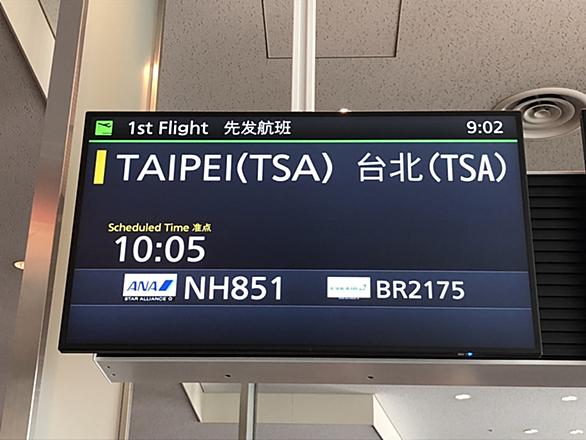 1st Flight 先发航班 9:02
TAIPEI(TSA) 台北(TSA)
Scheduled Time 准点
10:05
ANA NH851 BR2175
STAR ALLIANCE